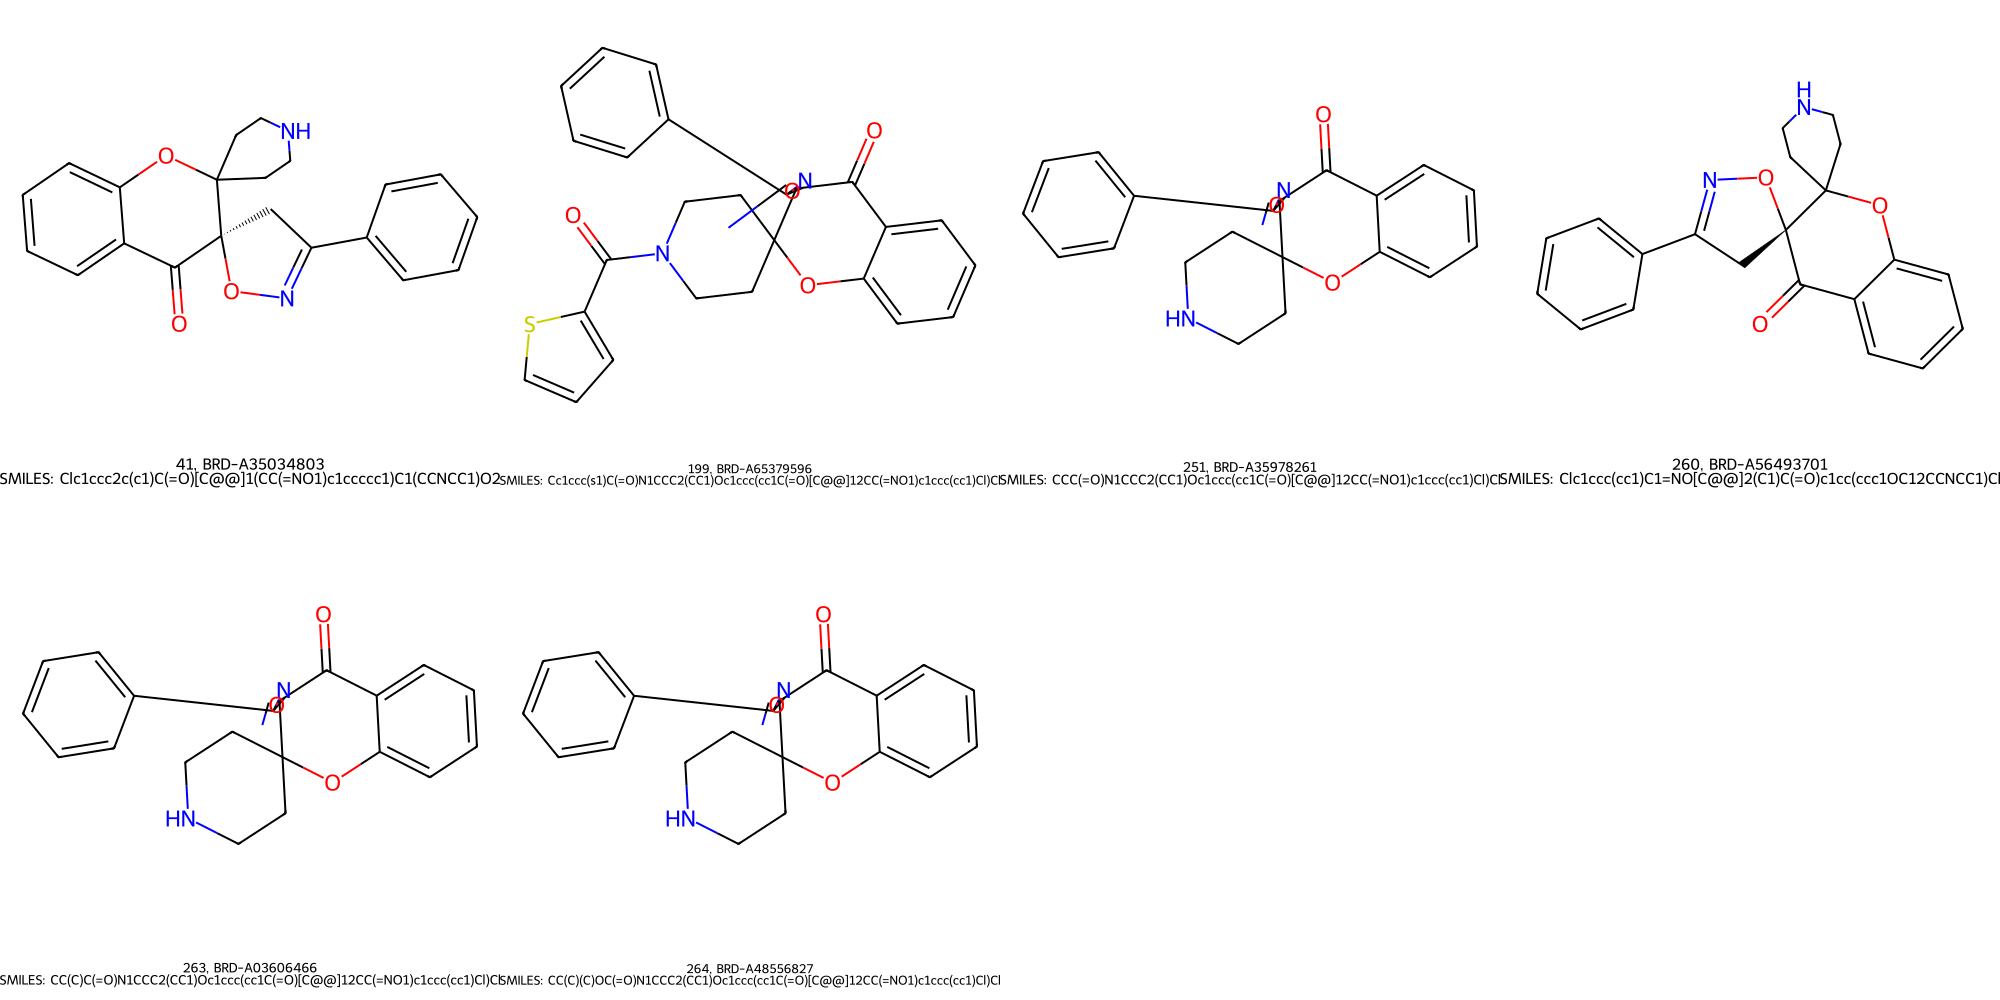 O
NH
O
N
O
O
N
O
O
N
O
S
O
N
O
O
HN
H
N
N
O
O
O
41, BRD-A35034803
SMILES: Clc1ccc2c(c1)C(=O)[C@@]1(CC(=NO1)c1ccccc1)C1(CCNCC1)O2
199, BRD-A65379596
SMILES: Cc1ccc(s1)C(=O)N1CCC2(CC1)Oc1ccc(cc1C(=O)[C@@]12CC(=NO1)c1ccc(cc1)Cl)Cl
251, BRD-A35978261
SMILES: CCC(=O)N1CCC2(CC1)Oc1ccc(cc1C(=O)[C@@]12CC(=NO1)c1ccc(cc1)Cl)Cl
260, BRD-A56493701
SMILES: Clc1ccc(cc1)C1=NO[C@@]2(C1)C(=O)c1cc(ccc1OC12CCNCC1)Cl
O
N
O
O
HN
O
N
O
O
HN
263, BRD-A03606466
SMILES: CC(C)C(=O)N1CCC2(CC1)Oc1ccc(cc1C(=O)[C@@]12CC(=NO1)c1ccc(cc1)Cl)Cl
264, BRD-A48556827
SMILES: CC(C)(C)OC(=O)N1CCC2(CC1)Oc1ccc(cc1C(=O)[C@@]12CC(=NO1)c1ccc(cc1)Cl)Cl